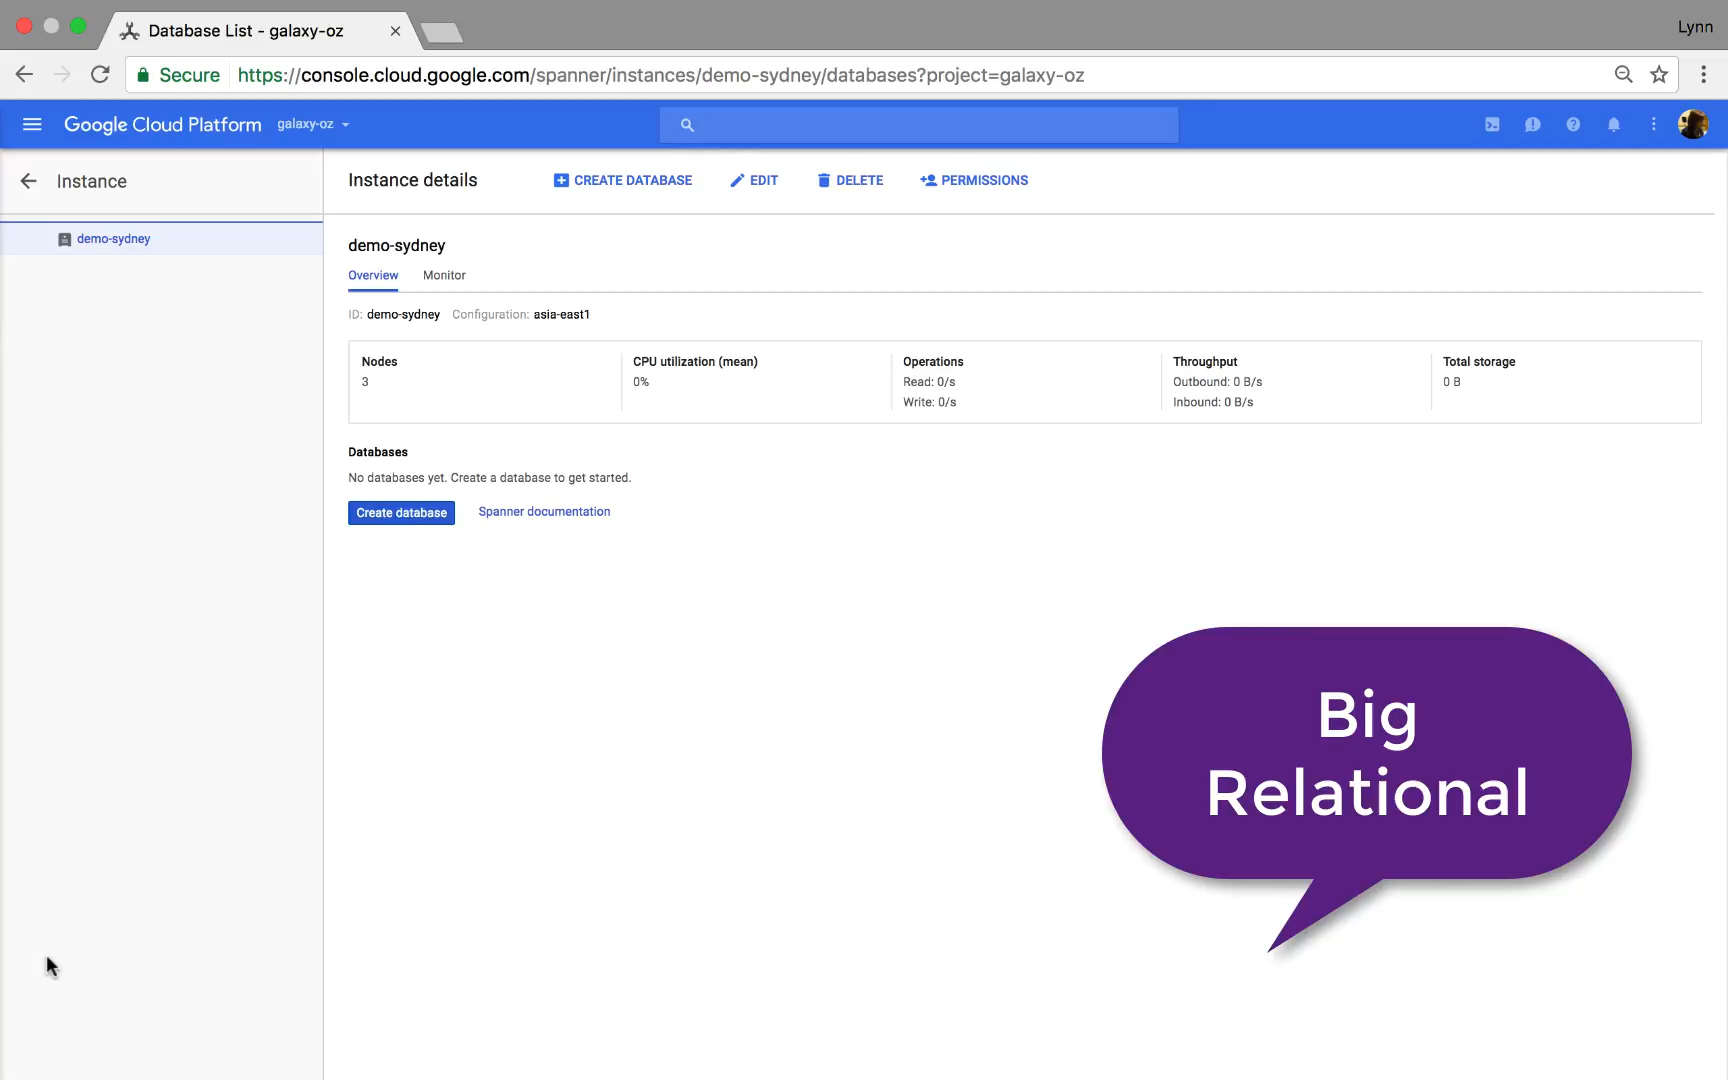 Lynn
Database List - galaxy-oz
Secure https://console.cloud.google.com/spanner/instances/demo-sydney/databases?project=galaxy-oz
Google Cloud Platform galaxy-oz
Instance
demo-sydney
Instance details CREATE DATABASE EDIT DELETE PERMISSIONS
demo-sydney
Overview Monitor
ID: demo-sydney Configuration: asia-east1
Nodes CPU utilization (mean) Operations Throughput Total storage
3 0% Read: 0/s Outbound: 0 B/s 0 B
Write: 0/s Inbound: 0 B/s
Databases
No databases yet. Create a database to get started.
Create database Spanner documentation
Big
Relational